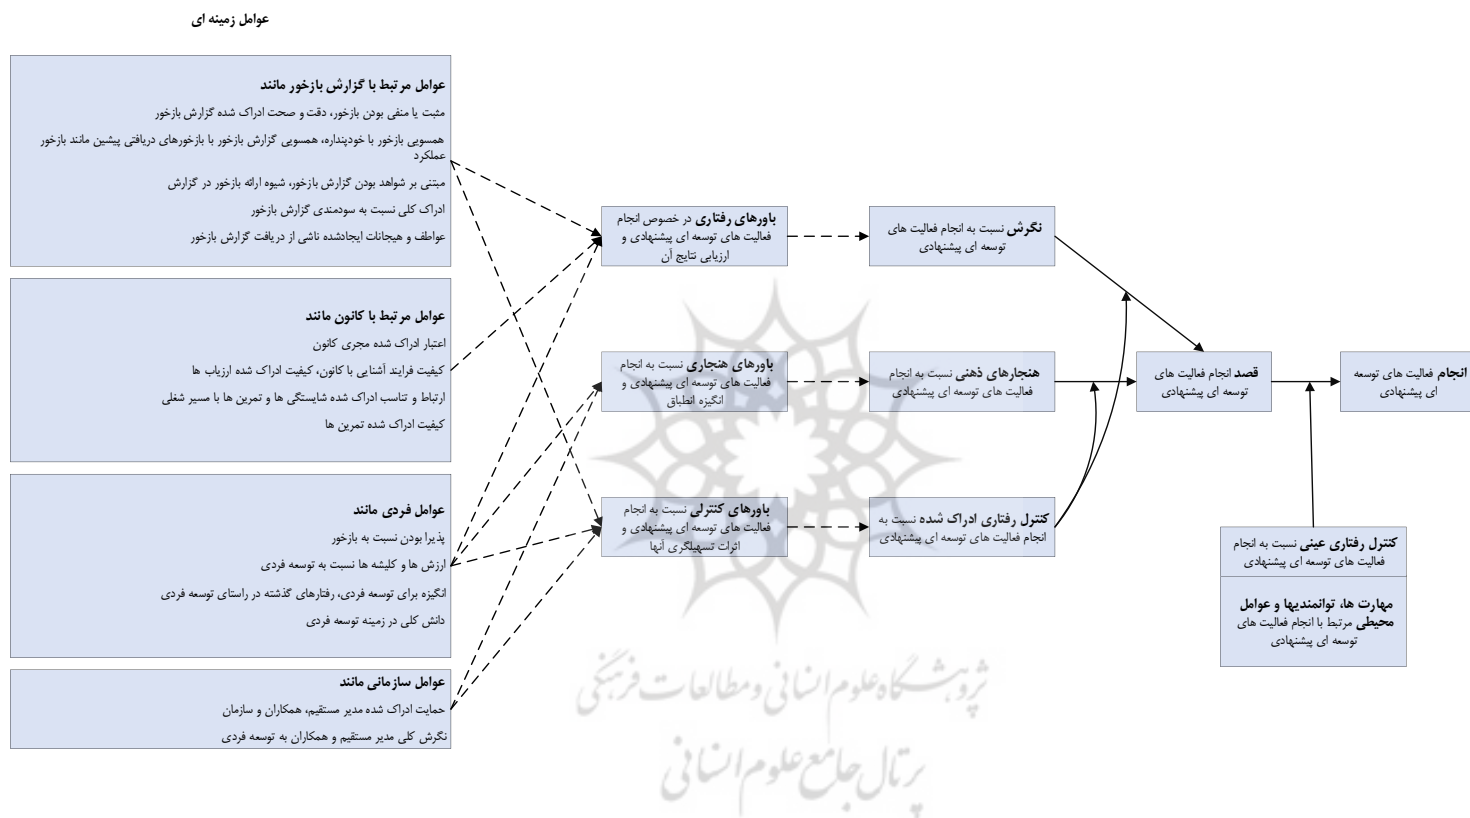 عوامل زمینه ای
عوامل مرتبط با گزارش بازخور مانند
مثبت یا منفی بودن بازخور، دقت و صحت ادراک شده گزارش بازخور
همسویی بازخور با خودپنداره، همسویی گزارش بازخور با بازخورهای دریافتی پیشین مانند بازخور
عملکرد
مبتنی بر شواهد بودن گزارش بازخور، شیوه ارائه بازخور در گزارش
ادراک کلی نسبت به سودمندی گزارش بازخور
عواطف و هیجانات ایجادشده ناشی از دریافت گزارش بازخور
عوامل مرتبط با کانون مانند
اعتبار ادراک شده مجری کانون
کیفیت فرایند آشنایی با کانون، کیفیت ادراک شده ارزیاب ها
ارتباط و تناسب ادراک شده شایستگی ها و تمرین ها با مسیر شغلی
کیفیت ادراک شده تمرین ها
عوامل فردی مانند
پذیرا بودن نسبت به بازخور
ارزش ها و کلیشه ها نسبت به توسعه فردی
انگیزه برای توسعه فردی، رفتارهای گذشته در راستای توسعه فردی
دانش کلی در زمینه توسعه فردی
عوامل سازمانی مانند
حمایت ادراک شده مدیر مستقیم، همکاران و سازمان
نگرش کلی مدیر مستقیم و همکاران به توسعه فردی
باورهای رفتاری در خصوص انجام
فعالیت های توسعه ای پیشنهادی و
ارزیابی نتایج آن
باورهای هنجاری نسبت به انجام
فعالیت های توسعه ای پیشنهادی و
انگیزه انطباق
باورهای کنترلی نسبت به انجام
فعالیت های توسعه ای پیشنهادی و
اثرات تسهیلگری آنها
نگرش نسبت به انجام فعالیت های
توسعه ای پیشنهادی
هنجارهای ذهنی نسبت به انجام
فعالیت های توسعه ای پیشنهادی
کنترل رفتاری ادراک شده نسبت به
انجام فعالیت های توسعه ای پیشنهادی
قصد انجام فعالیت های
توسعه ای پیشنهادی
انجام فعالیت های توسعه
ای پیشنهادی
کنترل رفتاری عینی نسبت به انجام
فعالیت های توسعه ای پیشنهادی
مهارت ها، توانمندیها و عوامل
محیطی مرتبط با انجام فعالیت های
توسعه ای پیشنهادی
پژوهشگاه علوم انسانی و مطالعات فرهنگی
پرتال جامع علوم انسانی